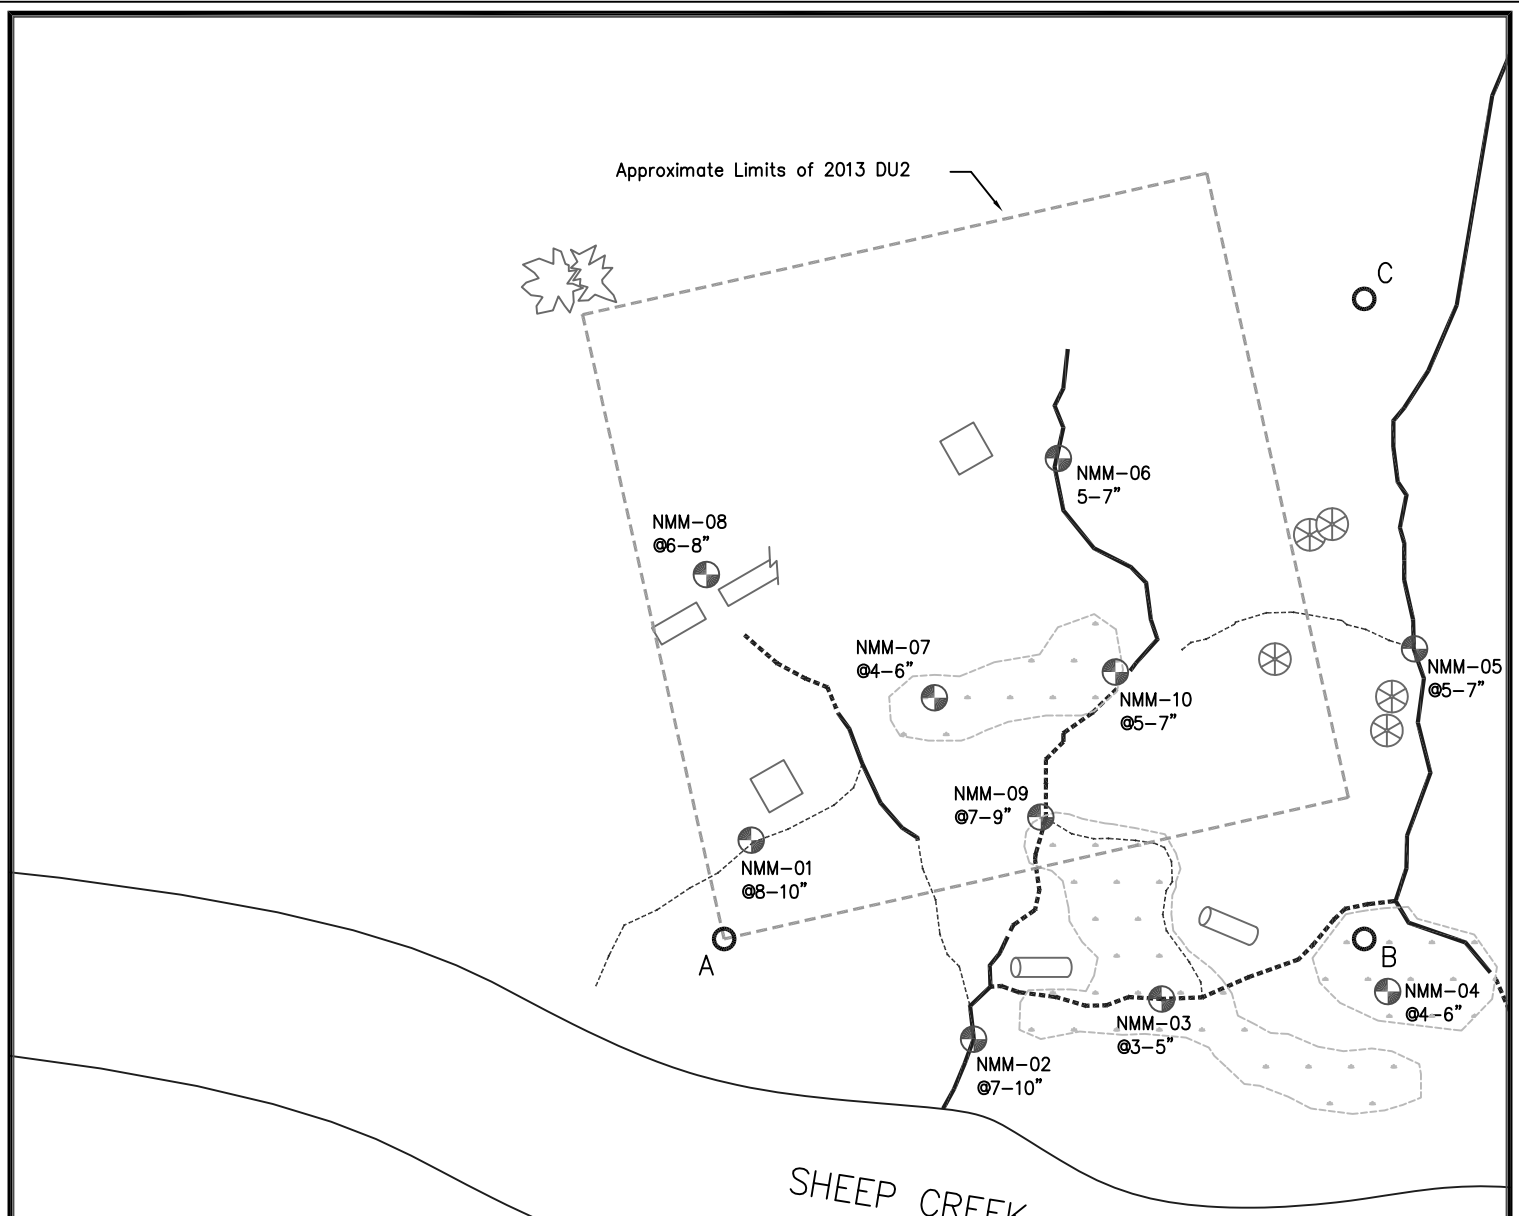 Approximate Limits of 2013 DU2
C
NMM-06
5-7”
NMM-08
@6-8”
NMM-07
@4-6”
NMM-05
@5-7”
NMM-10
@5-7”
NMM-09
@7-9”
NMM-01
@8-10”
A
B
NMM-04
@4-6”
NMM-03
@3-5”
NMM-02
@7-10”
SHEEP CREEK